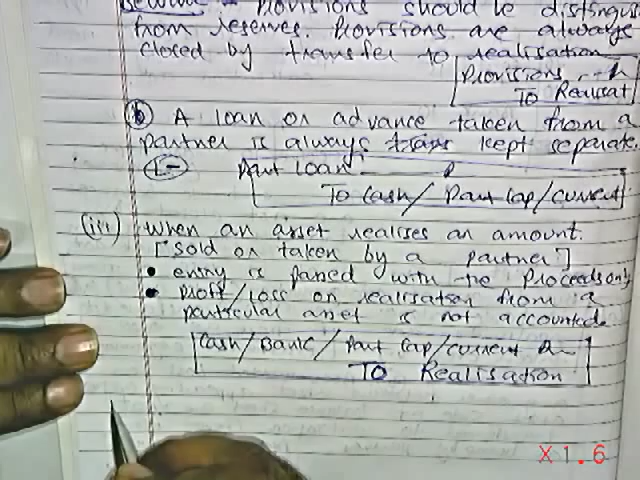 Beware - Provisions should be distinguis
from reserves. Provisions are always
closed by transfer to realisation
Provisions
To Realisat
(b) A loan or advance taken from a
partner is always kept separate.
Part Loan
To Cash/ Part Cap/current
(iii) when an asset realises an amount.
[sold or taken by a partner]
• entry is passed with the Proceeds only
• profit/loss on realisation from a
particular asset is not accounted.
Cash/Bank/Part Cap/current A
To Realisation
X1.6